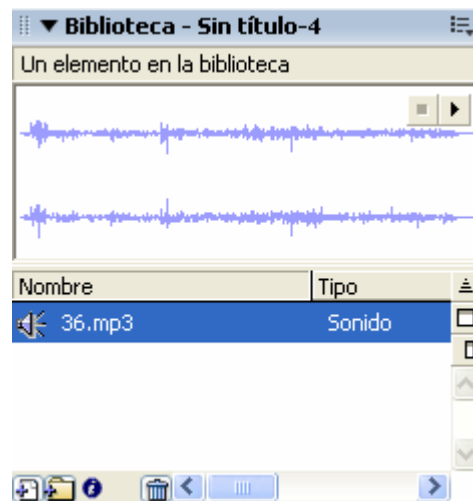 Biblioteca - Sin título-4
Un elemento en la biblioteca
Nombre Tipo
36.mp3 Sonido